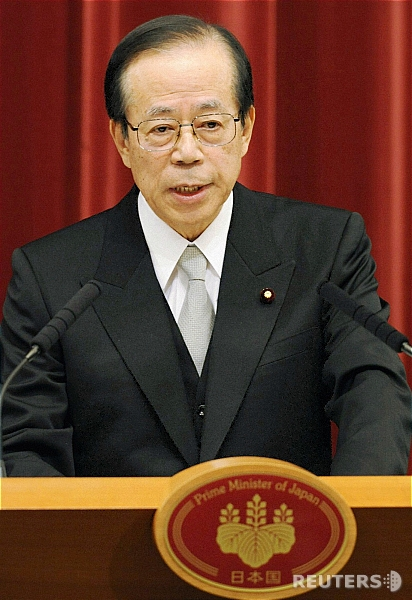 Prime Minister of Japan
日本国
REUTERS